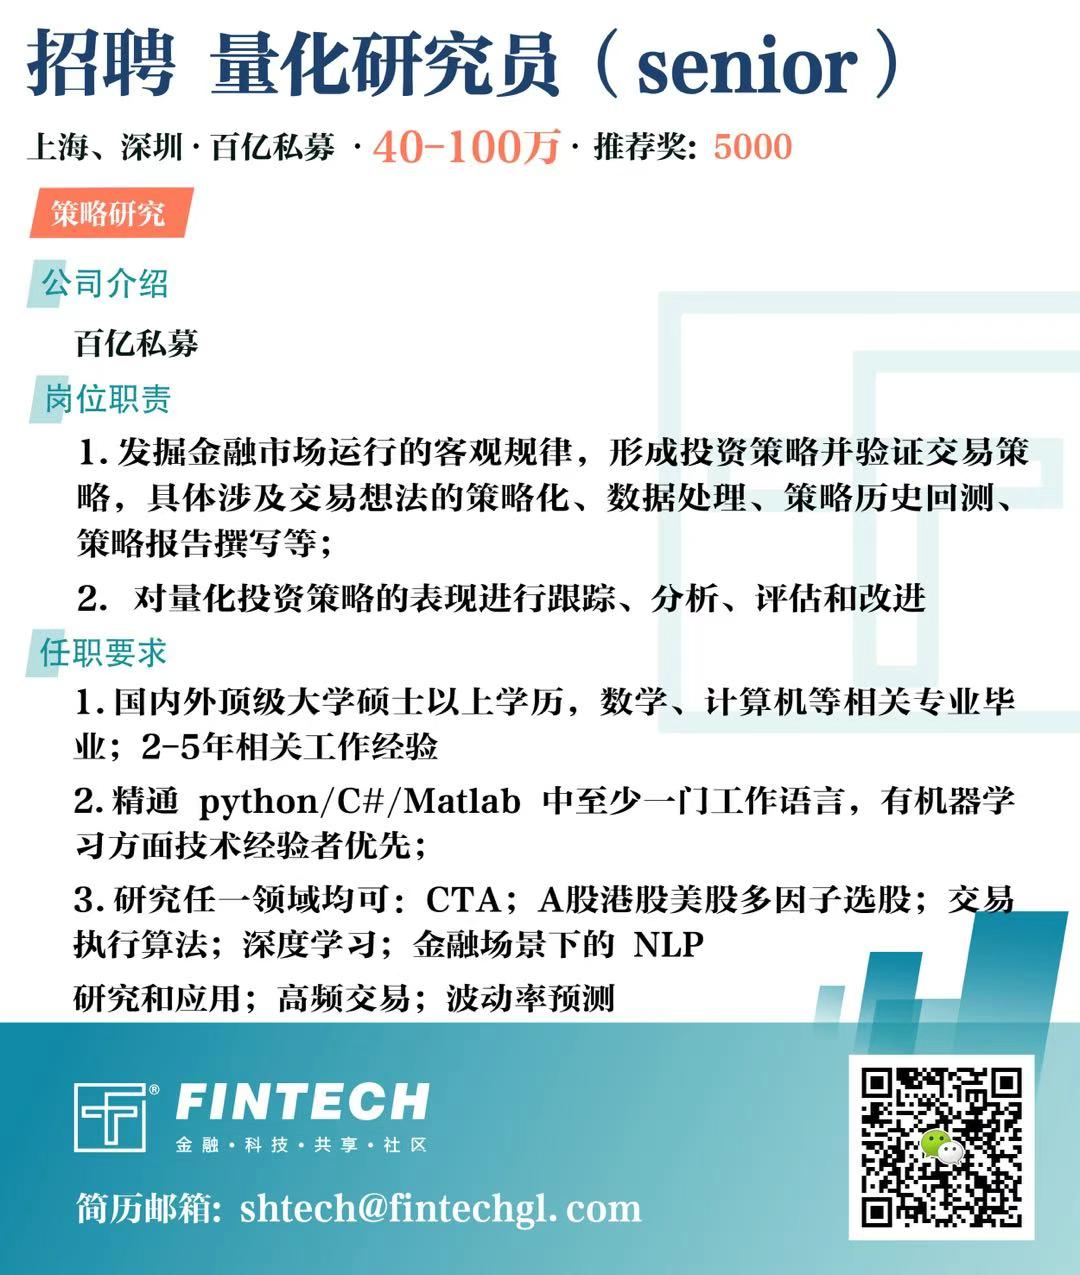 招聘 量化研究员（senior）
上海、深圳·百亿私募 ·40-100万· 推荐奖: 5000
策略研究
公司介绍
百亿私募
岗位职责
1.发掘金融市场运行的客观规律，形成投资策略并验证交易策
略，具体涉及交易想法的策略化、数据处理、策略历史回测、
策略报告撰写等；
2. 对量化投资策略的表现进行跟踪、分析、评估和改进
任职要求
1.国内外顶级大学硕士以上学历，数学、计算机等相关专业毕
业；2-5年相关工作经验
2.精通 python/C#/Matlab 中至少一门工作语言，有机器学
习方面技术经验者优先；
3.研究任一领域均可：CTA；A股港股美股多因子选股；交易
执行算法；深度学习；金融场景下的 NLP
研究和应用；高频交易；波动率预测
® FINTECH
金融·科技·共享·社区
简历邮箱: shtech@fintechgl.com